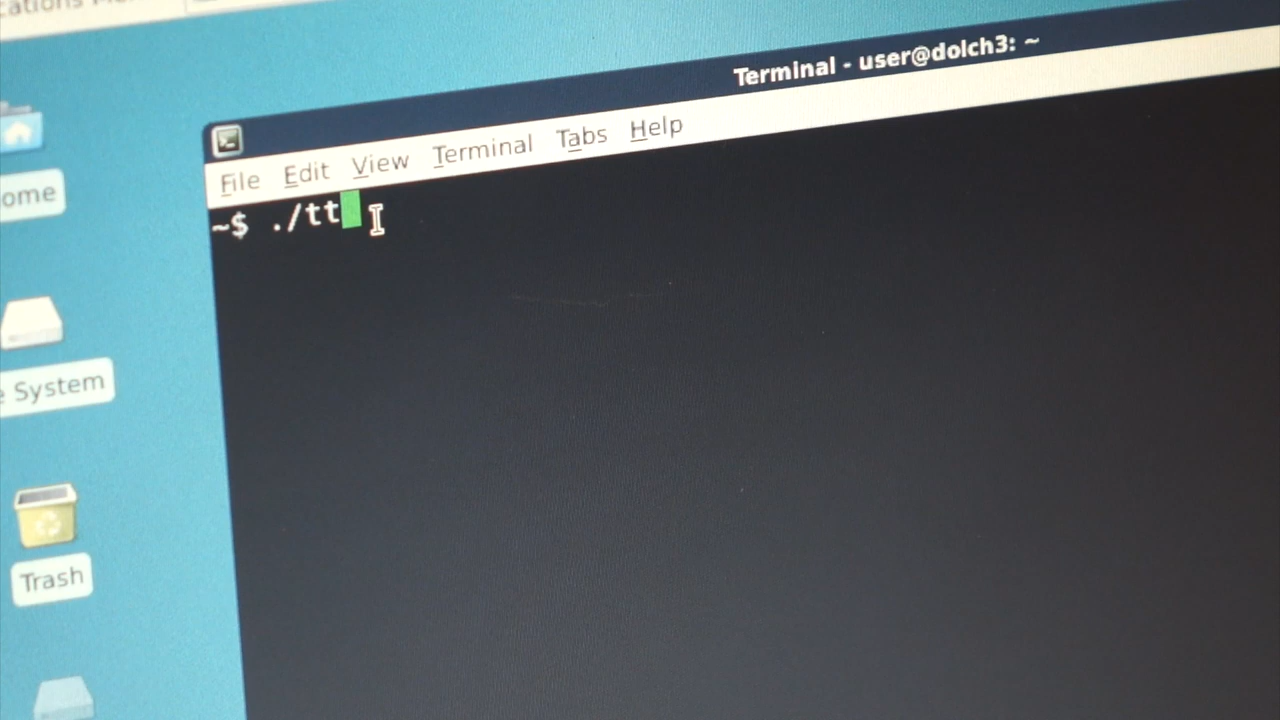 Terminal - user@dolch3: ~
File Edit View Terminal Tabs Help
~$ ./tt
ome
System
Trash